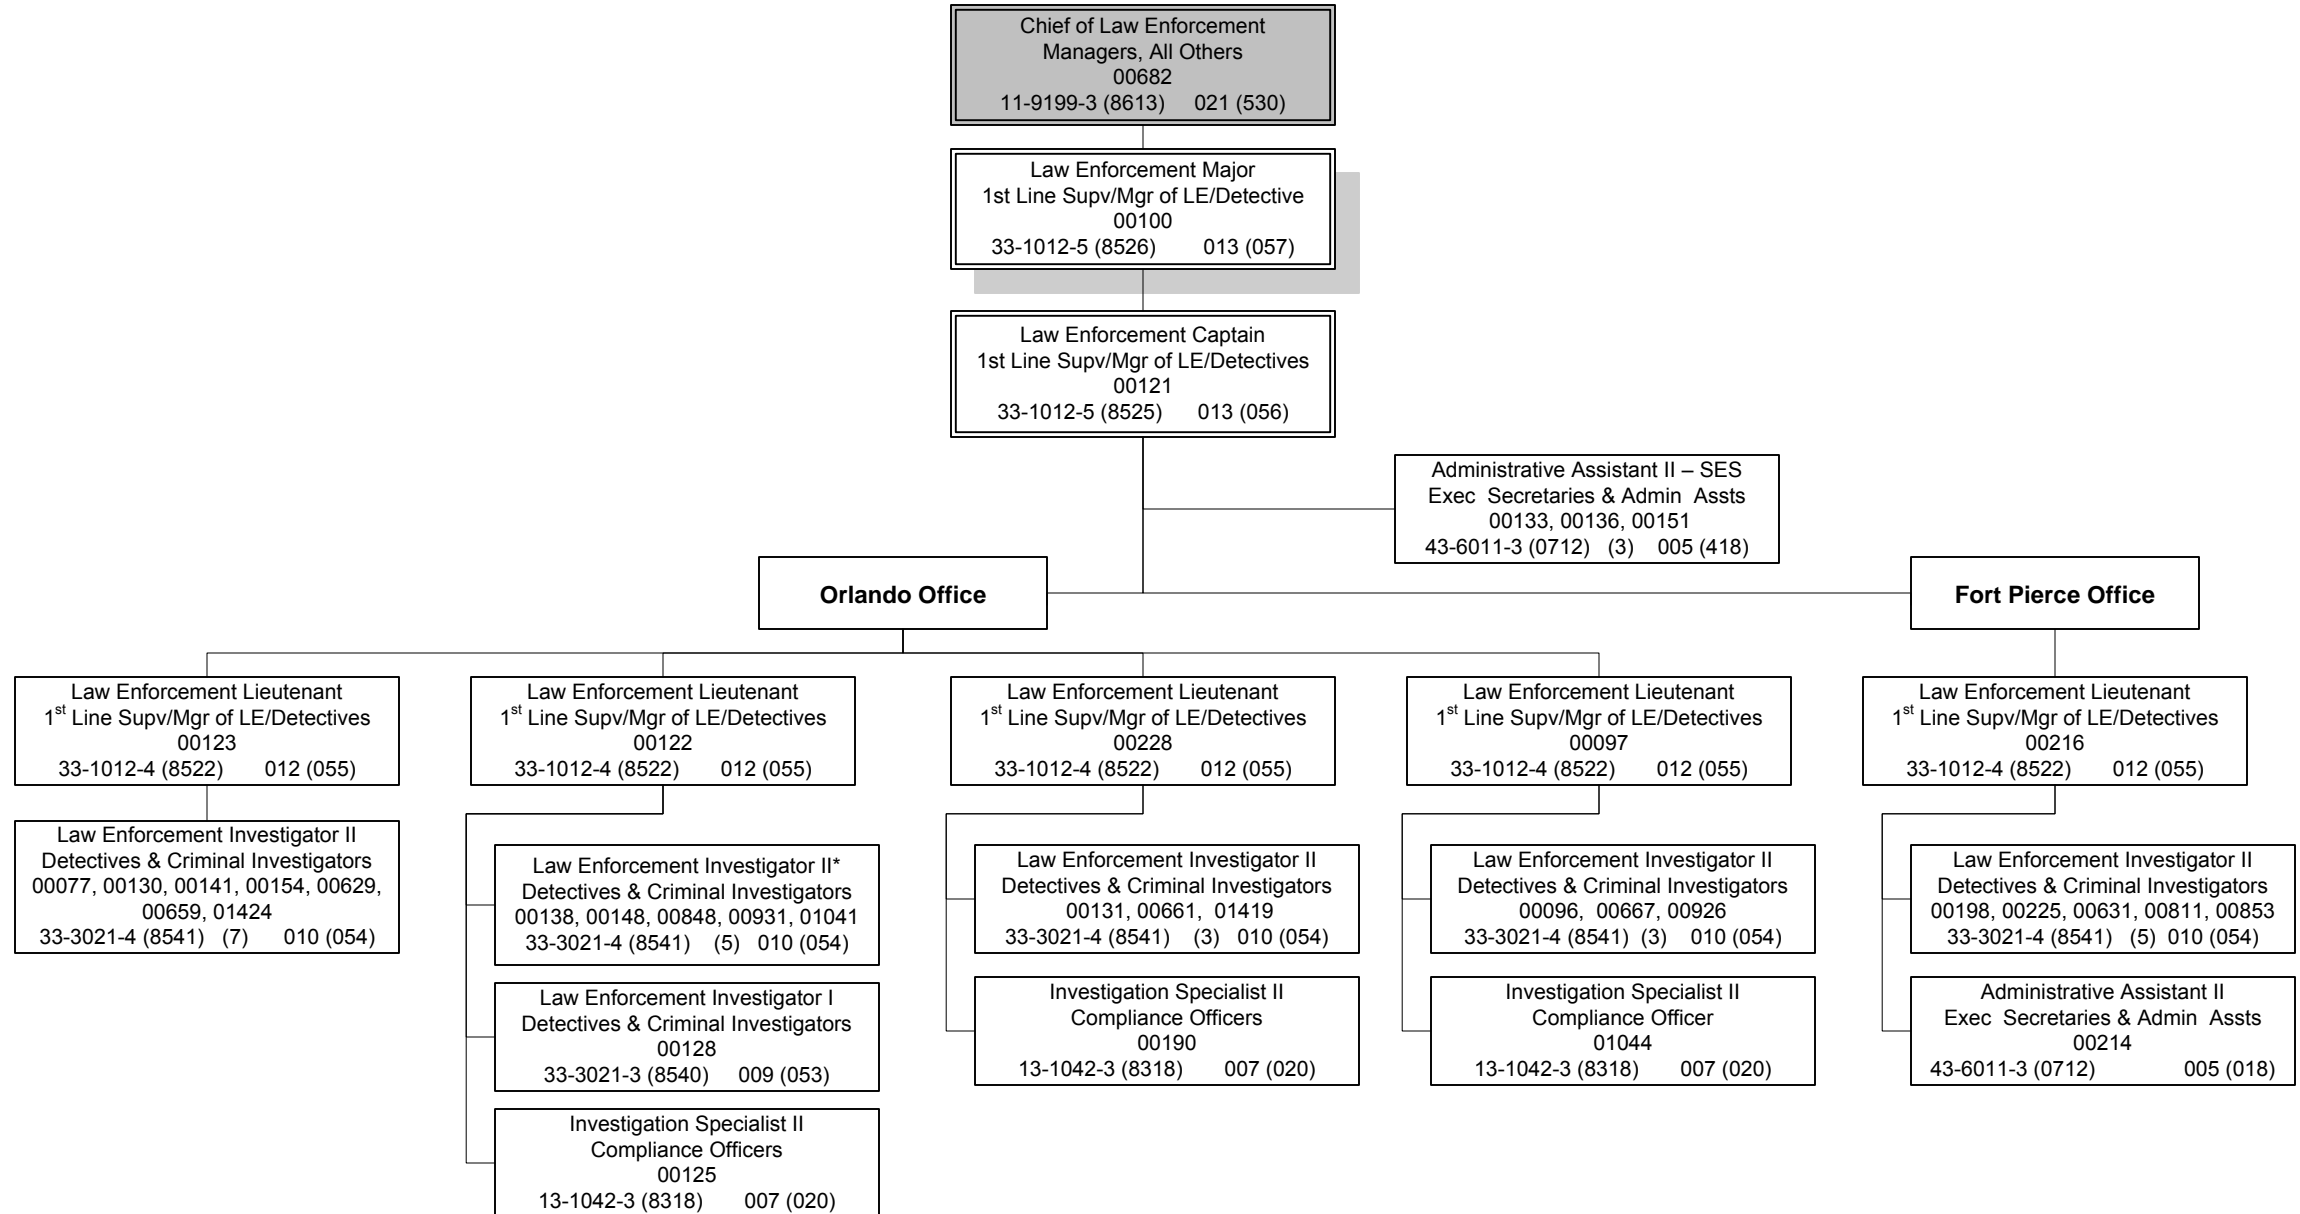 Chief of Law Enforcement
Managers, All Others
00682
11-9199-3 (8613) 021 (530)
Law Enforcement Major
1st Line Supv/Mgr of LE/Detective
00100
33-1012-5 (8526) 013 (057)
Law Enforcement Captain
1st Line Supv/Mgr of LE/Detectives
00121
33-1012-5 (8525) 013 (056)
Administrative Assistant II – SES
Exec Secretaries & Admin Assts
00133, 00136, 00151
43-6011-3 (0712) (3) 005 (418)
Orlando Office
Fort Pierce Office
Law Enforcement Lieutenant
1st Line Supv/Mgr of LE/Detectives
00123
33-1012-4 (8522) 012 (055)
Law Enforcement Investigator II
Detectives & Criminal Investigators
00077, 00130, 00141, 00154, 00629,
00659, 01424
33-3021-4 (8541) (7) 010 (054)
Law Enforcement Lieutenant
1st Line Supv/Mgr of LE/Detectives
00122
33-1012-4 (8522) 012 (055)
Law Enforcement Investigator II*
Detectives & Criminal Investigators
00138, 00148, 00848, 00931, 01041
33-3021-4 (8541) (5) 010 (054)
Law Enforcement Investigator I
Detectives & Criminal Investigators
00128
33-3021-3 (8540) 009 (053)
Investigation Specialist II
Compliance Officers
00125
13-1042-3 (8318) 007 (020)
Law Enforcement Lieutenant
1st Line Supv/Mgr of LE/Detectives
00228
33-1012-4 (8522) 012 (055)
Law Enforcement Investigator II
Detectives & Criminal Investigators
00131, 00661, 01419
33-3021-4 (8541) (3) 010 (054)
Investigation Specialist II
Compliance Officers
00190
13-1042-3 (8318) 007 (020)
Law Enforcement Lieutenant
1st Line Supv/Mgr of LE/Detectives
00097
33-1012-4 (8522) 012 (055)
Law Enforcement Investigator II
Detectives & Criminal Investigators
00096, 00667, 00926
33-3021-4 (8541) (3) 010 (054)
Investigation Specialist II
Compliance Officer
01044
13-1042-3 (8318) 007 (020)
Law Enforcement Lieutenant
1st Line Supv/Mgr of LE/Detectives
00216
33-1012-4 (8522) 012 (055)
Law Enforcement Investigator II
Detectives & Criminal Investigators
00198, 00225, 00631, 00811, 00853
33-3021-4 (8541) (5) 010 (054)
Administrative Assistant II
Exec Secretaries & Admin Assts
00214
43-6011-3 (0712) 005 (018)